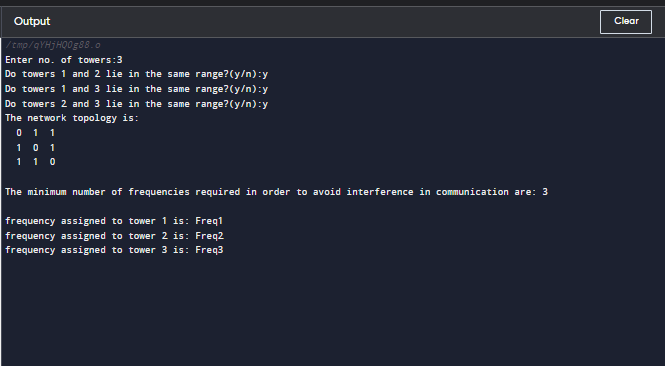 Output
Clear
/tmp/qYHjHQOg88.o
Enter no. of towers:3
Do towers 1 and 2 lie in the same range?(y/n):y
Do towers 1 and 3 lie in the same range?(y/n):y
Do towers 2 and 3 lie in the same range?(y/n):y
The network topology is:
0 1 1
1 0 1
1 1 0
The minimum number of frequencies required in order to avoid interference in communication are: 3
frequency assigned to tower 1 is: Freq1
frequency assigned to tower 2 is: Freq2
frequency assigned to tower 3 is: Freq3